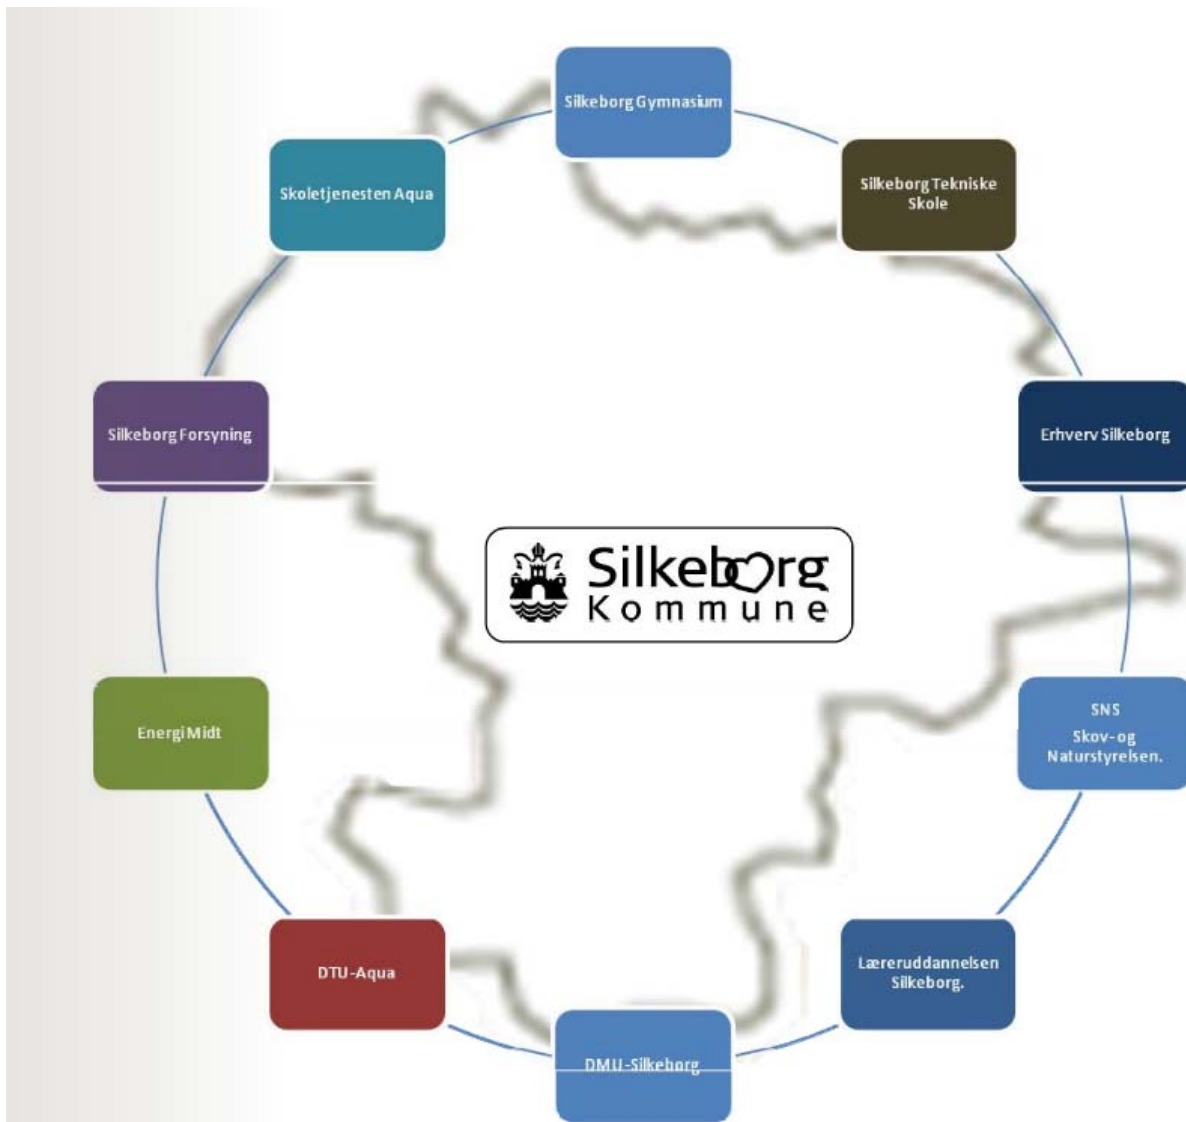 Silkeborg Gymnasium
Silkeborg Tekniske
Skole
Skoletjenesten Aqua
Erhverv Silkeborg
Silkeborg Forsyning
Silkeborg
Kommune
SNS
Skov- og
Naturstyrelsen.
Energi Midt
Læreruddannelsen
Silkeborg.
DTU-Aqua
DMU-Silkeborg